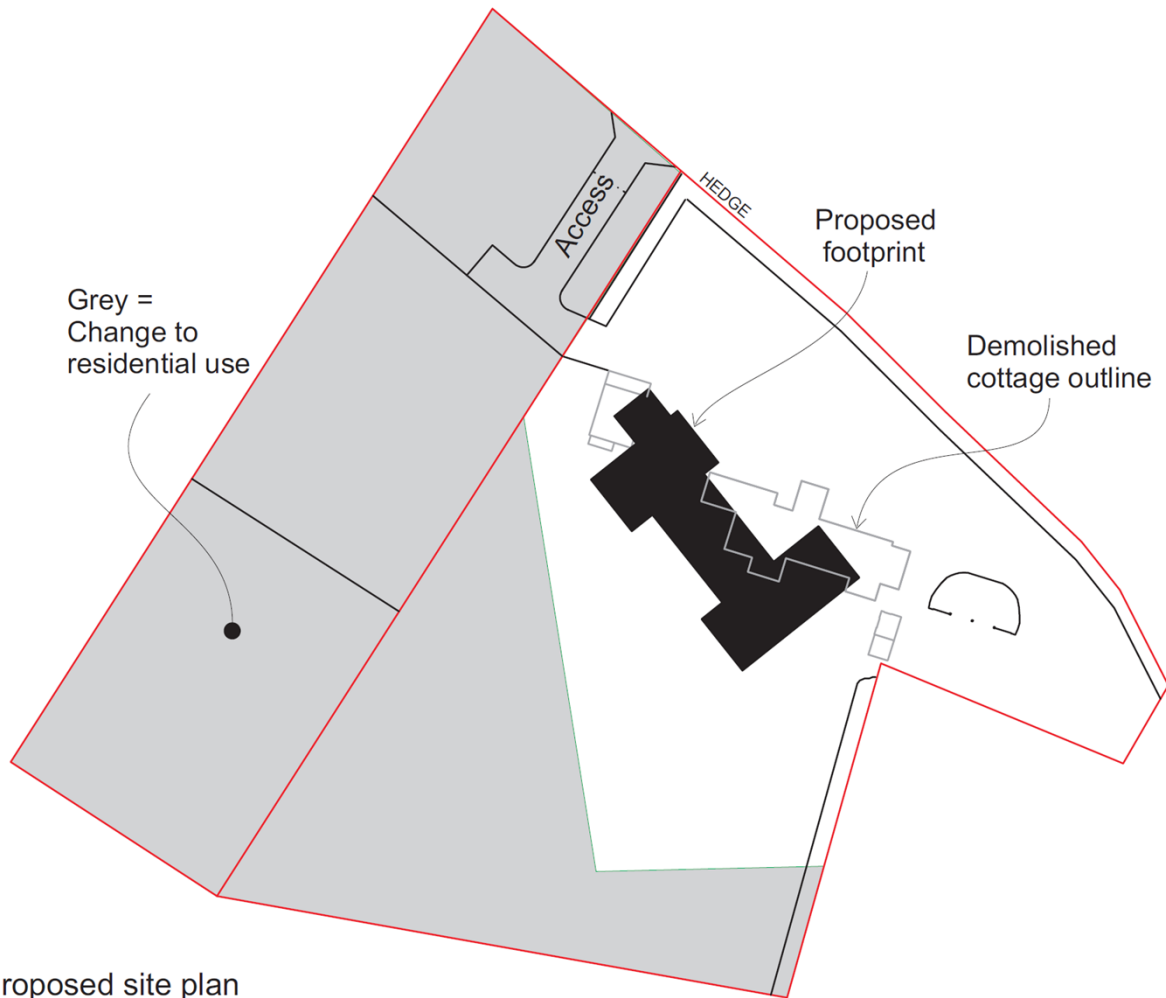 HEDGE
Access
Proposed
footprint
Grey =
Change to
residential use
Demolished
cottage outline
roposed site plan